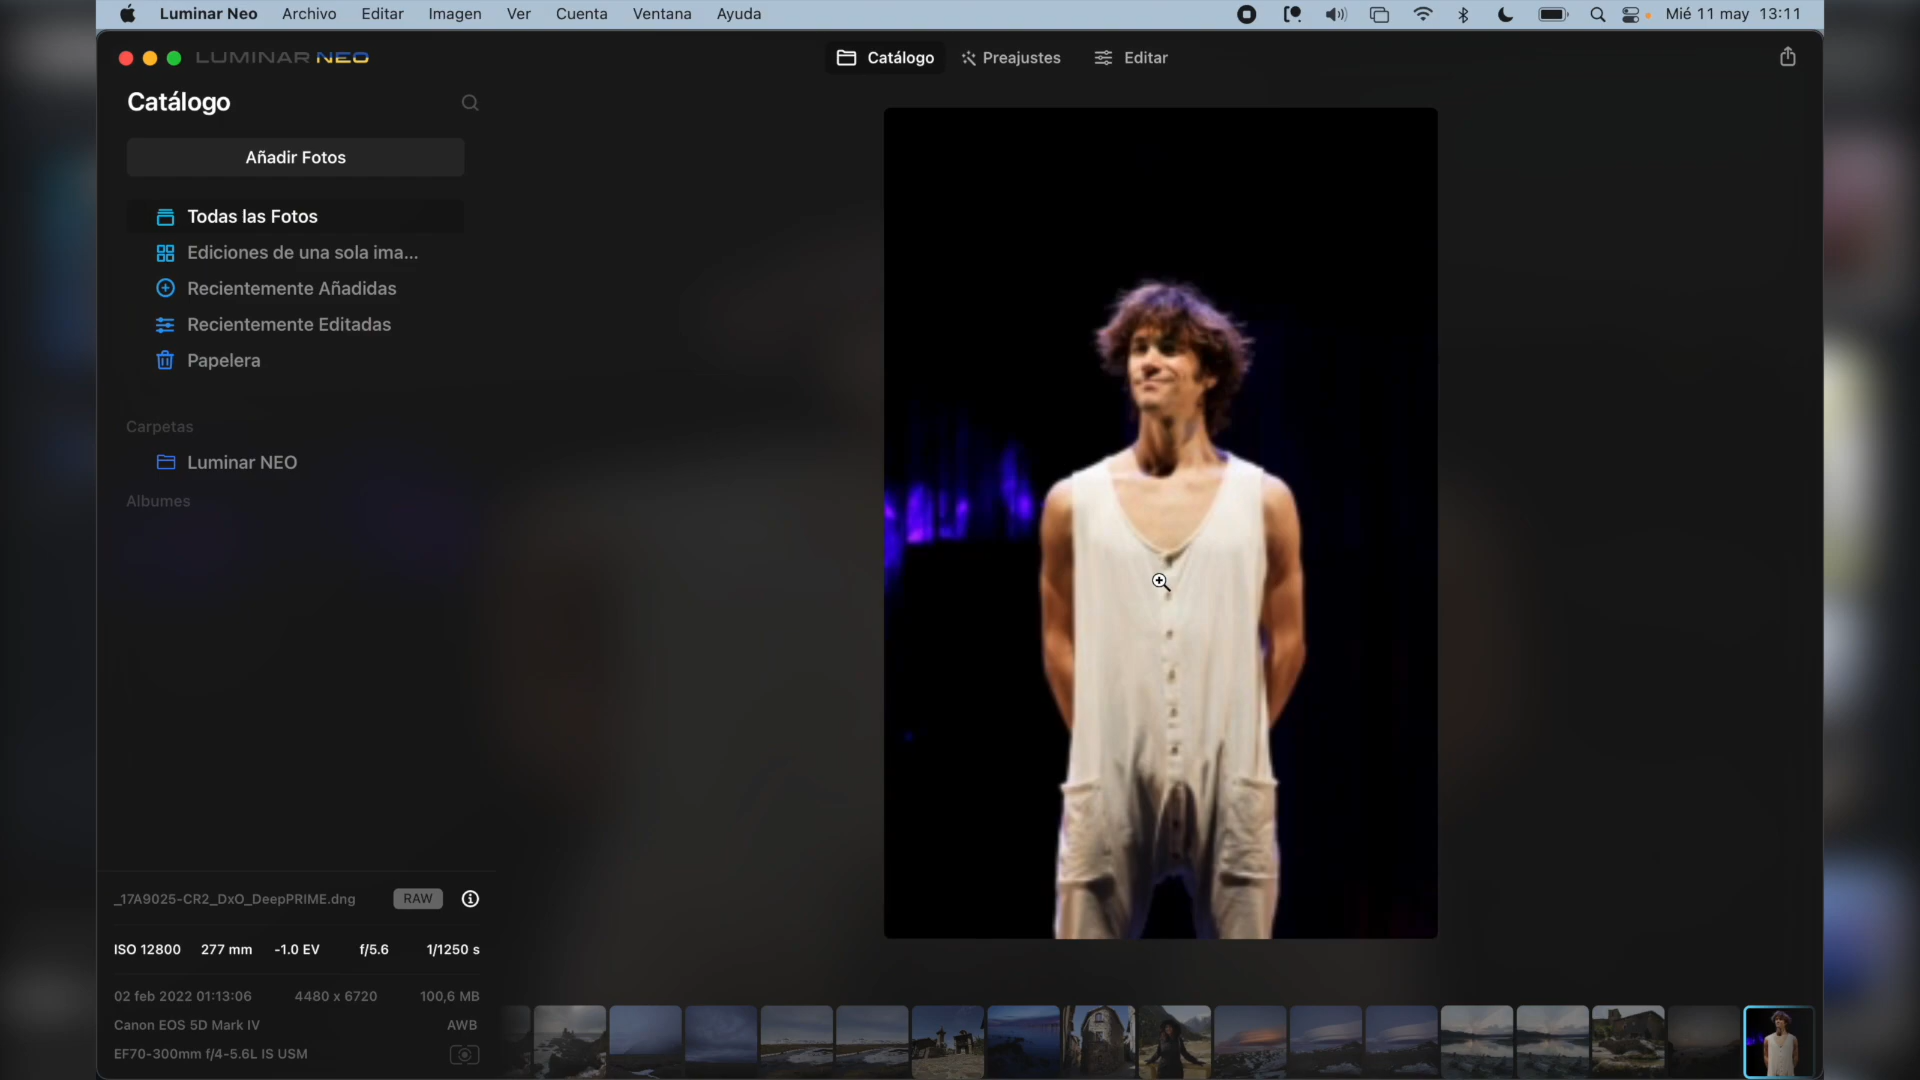 Luminar Neo Archivo Editar Imagen Ver Cuenta Ventana Ayuda Mié 11 may 13:11
LUMINAR NEO
Catálogo Preajustes Editar
Catálogo
Añadir Fotos
Todas las Fotos
Ediciones de una sola ima...
Recientemente Añadidas
Recientemente Editadas
Papelera
Carpetas
Luminar NEO
Albumes
_17A9025-CR2_DxO_DeepPRIME.dng RAW
ISO 12800 277 mm -1.0 EV f/5.6 1/1250 s
02 feb 2022 01:13:06 4480 x 6720 100,6 MB
Canon EOS 5D Mark IV AWB
EF70-300mm f/4-5.6L IS USM